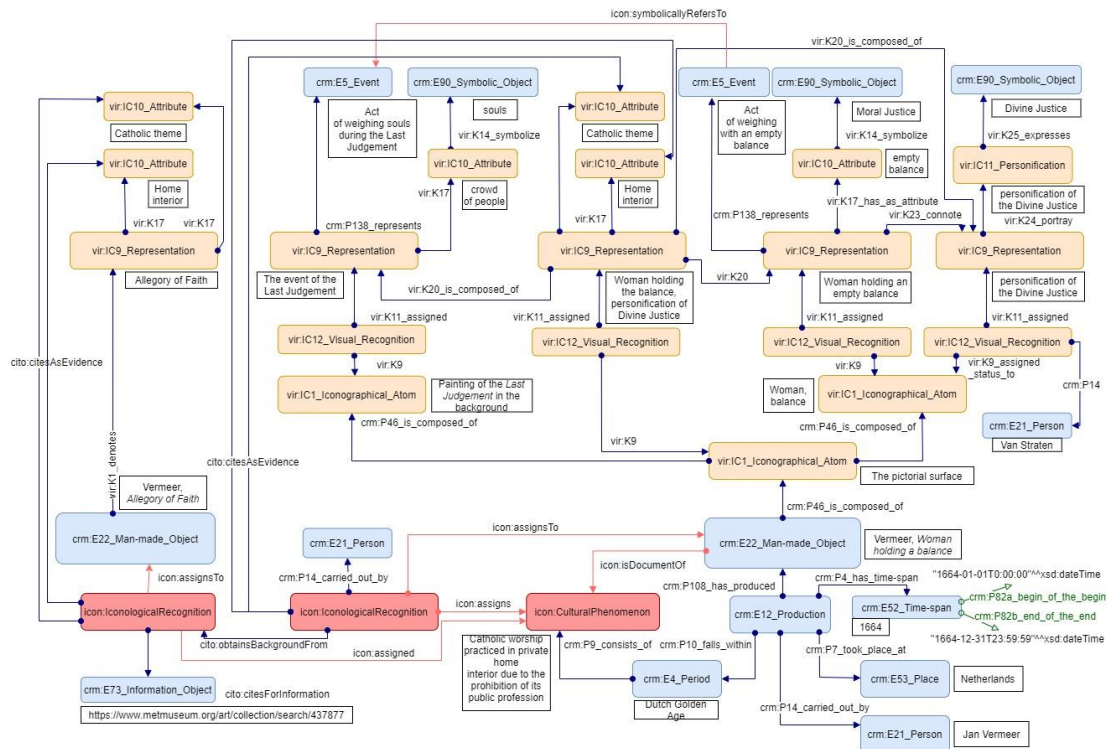 icon:symbolicallyRefersTo
vir:K20_is_composed_of
crm:E5_Event
crm:E90_Symbolic_Object
crm:E5_Event
crm:E90_Symbolic_Object
crm:E90_Symbolic_Object
vir:IC10_Attribute
Catholic theme
Act
of weighing souls
during the Last
Judgement
souls
vir:K14_symbolize
vir:IC10_Attribute
Catholic theme
Act
of weighing
with an empty
balance
Moral Justice
vir:K14_symbolize
Divine Justice
vir:K25_expresses
vir:IC10_Attribute
Home
interior
vir:IC10_Attribute
crowd
of people
vir:K17
vir:IC10_Attribute
Home
interior
vir:IC10_Attribute
empty
balance
vir:IC11_Personification
personification of
the Divine Justice
vir:K17
vir:K17
crm:P138_represents
vir:K17
crm:P138_represents
vir:K17_has_as_attribute
vir:K23_connote
vir:K24_portray
vir:IC9_Representation
Allegory of Faith
vir:IC9_Representation
The event of the
Last Judgement
vir:K20_is_composed_of
vir:IC9_Representation
Woman holding
the balance,
personification of
Divine Justice
vir:K20
vir:IC9_Representation
Woman holding an
empty balance
vir:IC9_Representation
personification of
the Divine Justice
vir:K11_assigned
vir:K11_assigned
vir:K11_assigned
vir:K11_assigned
vir:IC12_Visual_Recognition
vir:IC12_Visual_Recognition
vir:IC12_Visual_Recognition
vir:IC12_Visual_Recognition
cito:citesAsEvidence
vir:K9
vir:K9
vir:K9_assigned
_status_to
crm:P14
vir:IC1_Iconographical_Atom
Painting of the Last
Judgement in the
background
Woman,
balance
vir:IC1_Iconographical_Atom
crm:E21_Person
Van Straten
crm:P46_is_composed_of
crm:P46_is_composed_of
vir:K9
cito:citesAsEvidence
vir:K1_denotes
vir:IC1_Iconographical_Atom
The pictorial surface
Vermeer,
Allegory of Faith
crm:P46_is_composed_of
crm:E22_Man-made_Object
crm:E21_Person
icon:assignsTo
crm:E22_Man-made_Object
Vermeer, Woman
holding a balance
icon:assignsTo
crm:P14_carried_out_by
icon:isDocumentOf
crm:P108_has_produced
crm:P4_has_time-span
"1664-01-01T0:00:00"^^xsd:dateTime
crm:P82a_begin_of_the_begin
icon:IconologicalRecognition
icon:IconologicalRecognition
icon:assigns
icon:CulturalPhenomenon
crm:E12_Production
crm:E52_Time-span
1664
crm:P82b_end_of_the_end
"1664-12-31T23:59:59"^^xsd:dateTime
cito:obtainsBackgroundFrom
icon:assigned
Catholic worship
practiced in private
home
interior due to the
prohibition of its
public profession
crm:P9_consists_of
crm:P10_falls_within
crm:P7_took_place_at
crm:E73_Information_Object
cito:citesForInformation
https://www.metmuseum.org/art/collection/search/437877
crm:E4_Period
Dutch Golden
Age
crm:E53_Place
Netherlands
crm:P14_carried_out_by
crm:E21_Person
Jan Vermeer